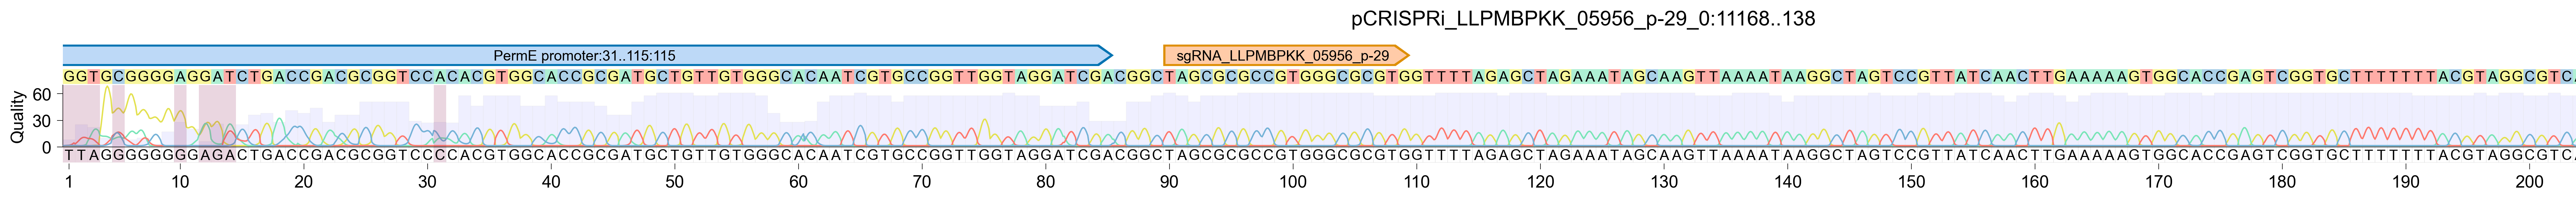 pCRISPRi_LLPMBPKK_05956_p-29_0:11168..138
PermE promoter:31..115:115 sgRNA_LLPMBPKK_05956_p-29
GGTGCGGGGAGGATCTGACCGACGCGGTCCACACGTGGCACCGCGATGCTGTTGTGGGCACAATCGTGCCGGTTGGTAGGATCGACGGCTAGCGCGCCGTGGGCGCGTGGTTTTAGAGCTAGAAATAGCAAGTTAAAATAAGGCTAGTCCGTTATCAACTTGAAAAAGTGGCACCGAGTCGGTGCTTTTTTTACGTAGGCGTC
Quality
60
30
0
TTAGGGGGGGGAGACTGACCGACGCGGTCCCCACGTGGCACCGCGATGCTGTTGTGGGCACAATCGTGCCGGTTGGTAGGATCGACGGCTAGCGCGCCGTGGGCGCGTGGTTTTAGAGCTAGAAATAGCAAGTTAAAATAAGGCTAGTCCGTTATCAACTTGAAAAAGTGGCACCGAGTCGGTGCTTTTTTTACGTAGGCGTC
1 10 20 30 40 50 60 70 80 90 100 110 120 130 140 150 160 170 180 190 200